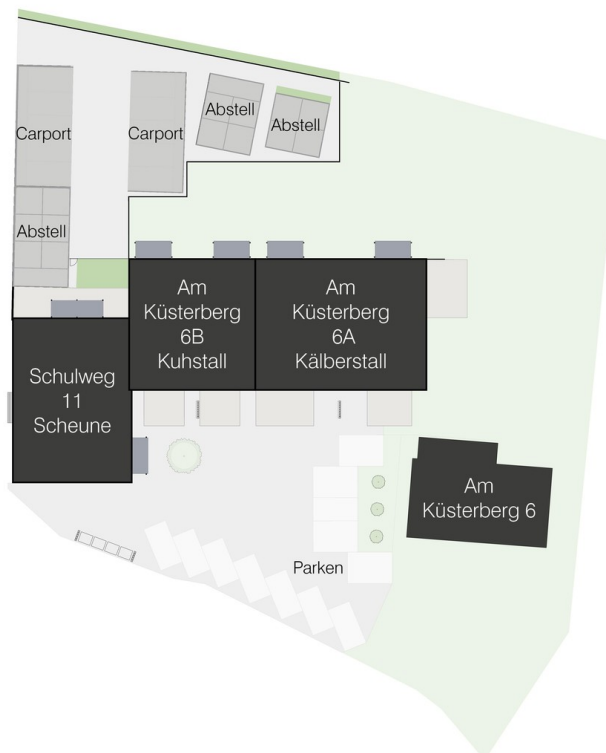 Carport
Carport
Abstell
Abstell
Abstell
Am
Küsterberg
6B
Kuhstall
Am
Küsterberg
6A
Kälberstall
Schulweg
11
Scheune
Am
Küsterberg 6
Parken